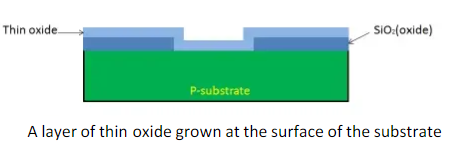 Thin oxide
SiO₂(oxide)
P-substrate
A layer of thin oxide grown at the surface of the substrate